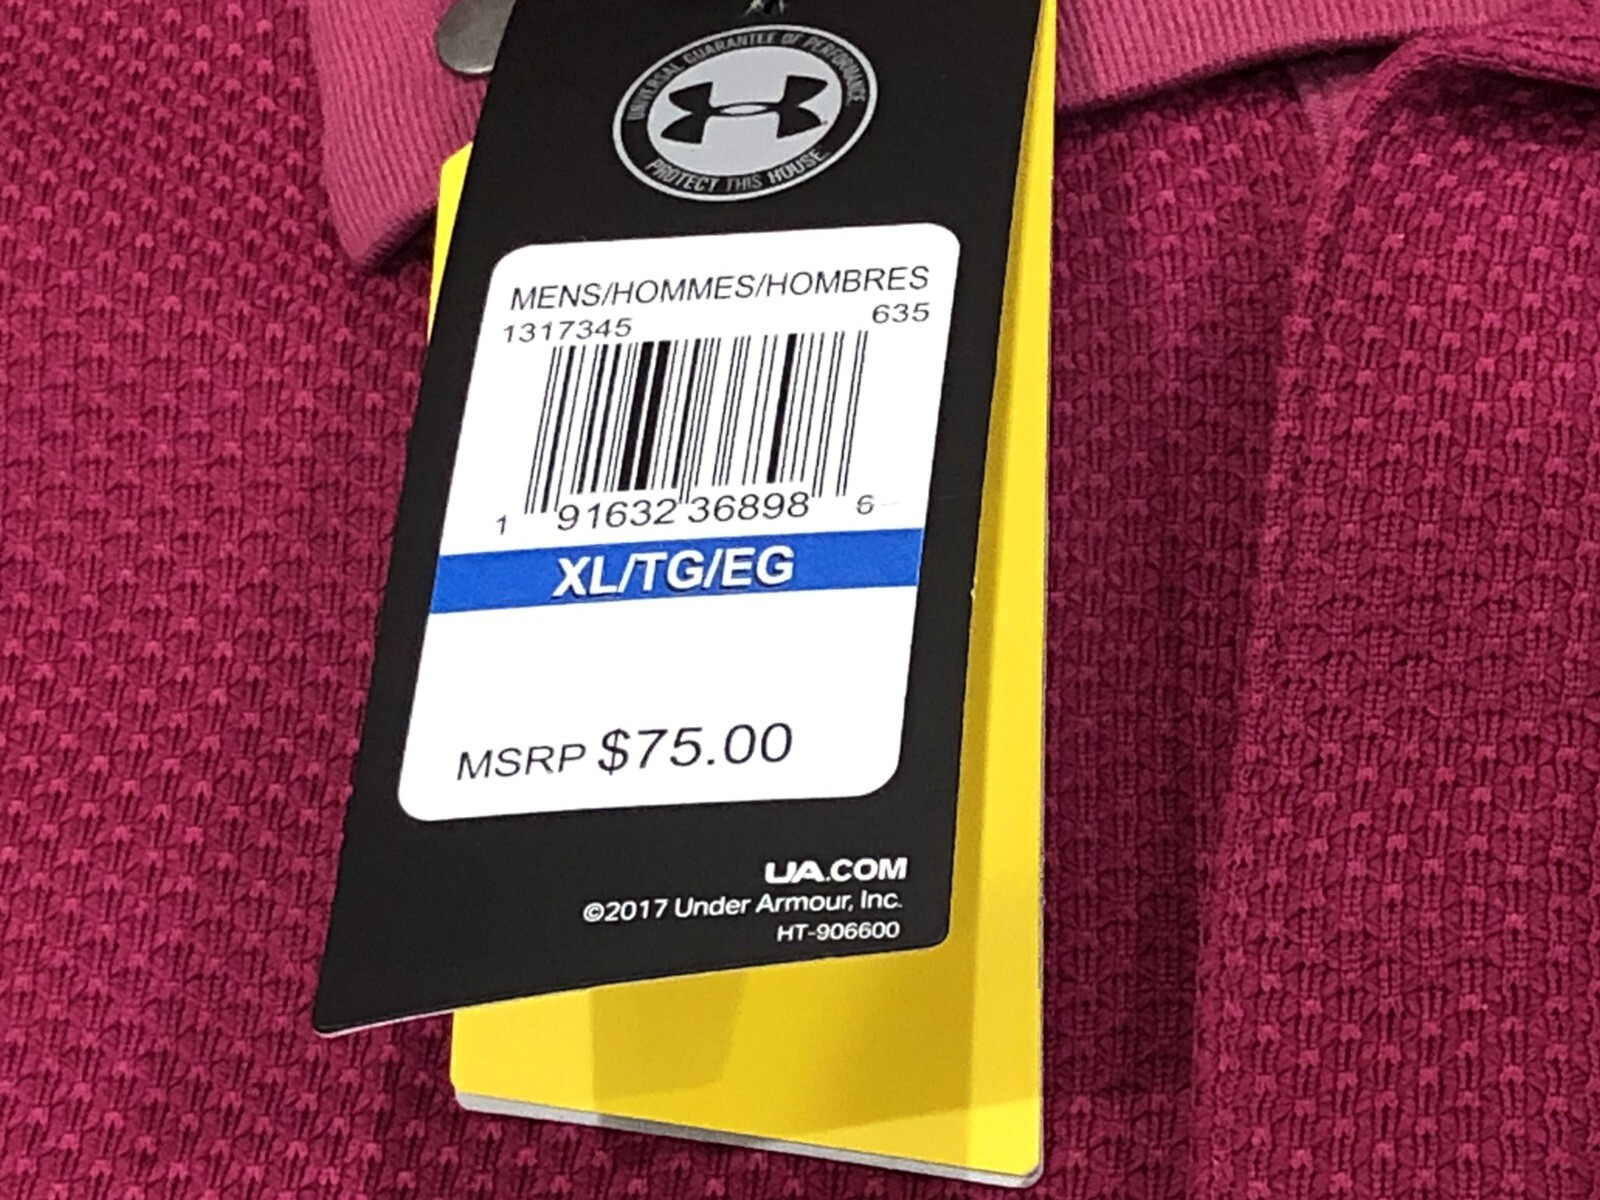 UNIVERSAL GUARANTEE OF PERFORMANCE
PROTECT THIS HOUSE
MENS/HOMMES/HOMBRES
1317345 635
1 91632 36898 6
XL/TG/EG
MSRP $75.00
UA.COM
©2017 Under Armour, Inc.
HT-906600